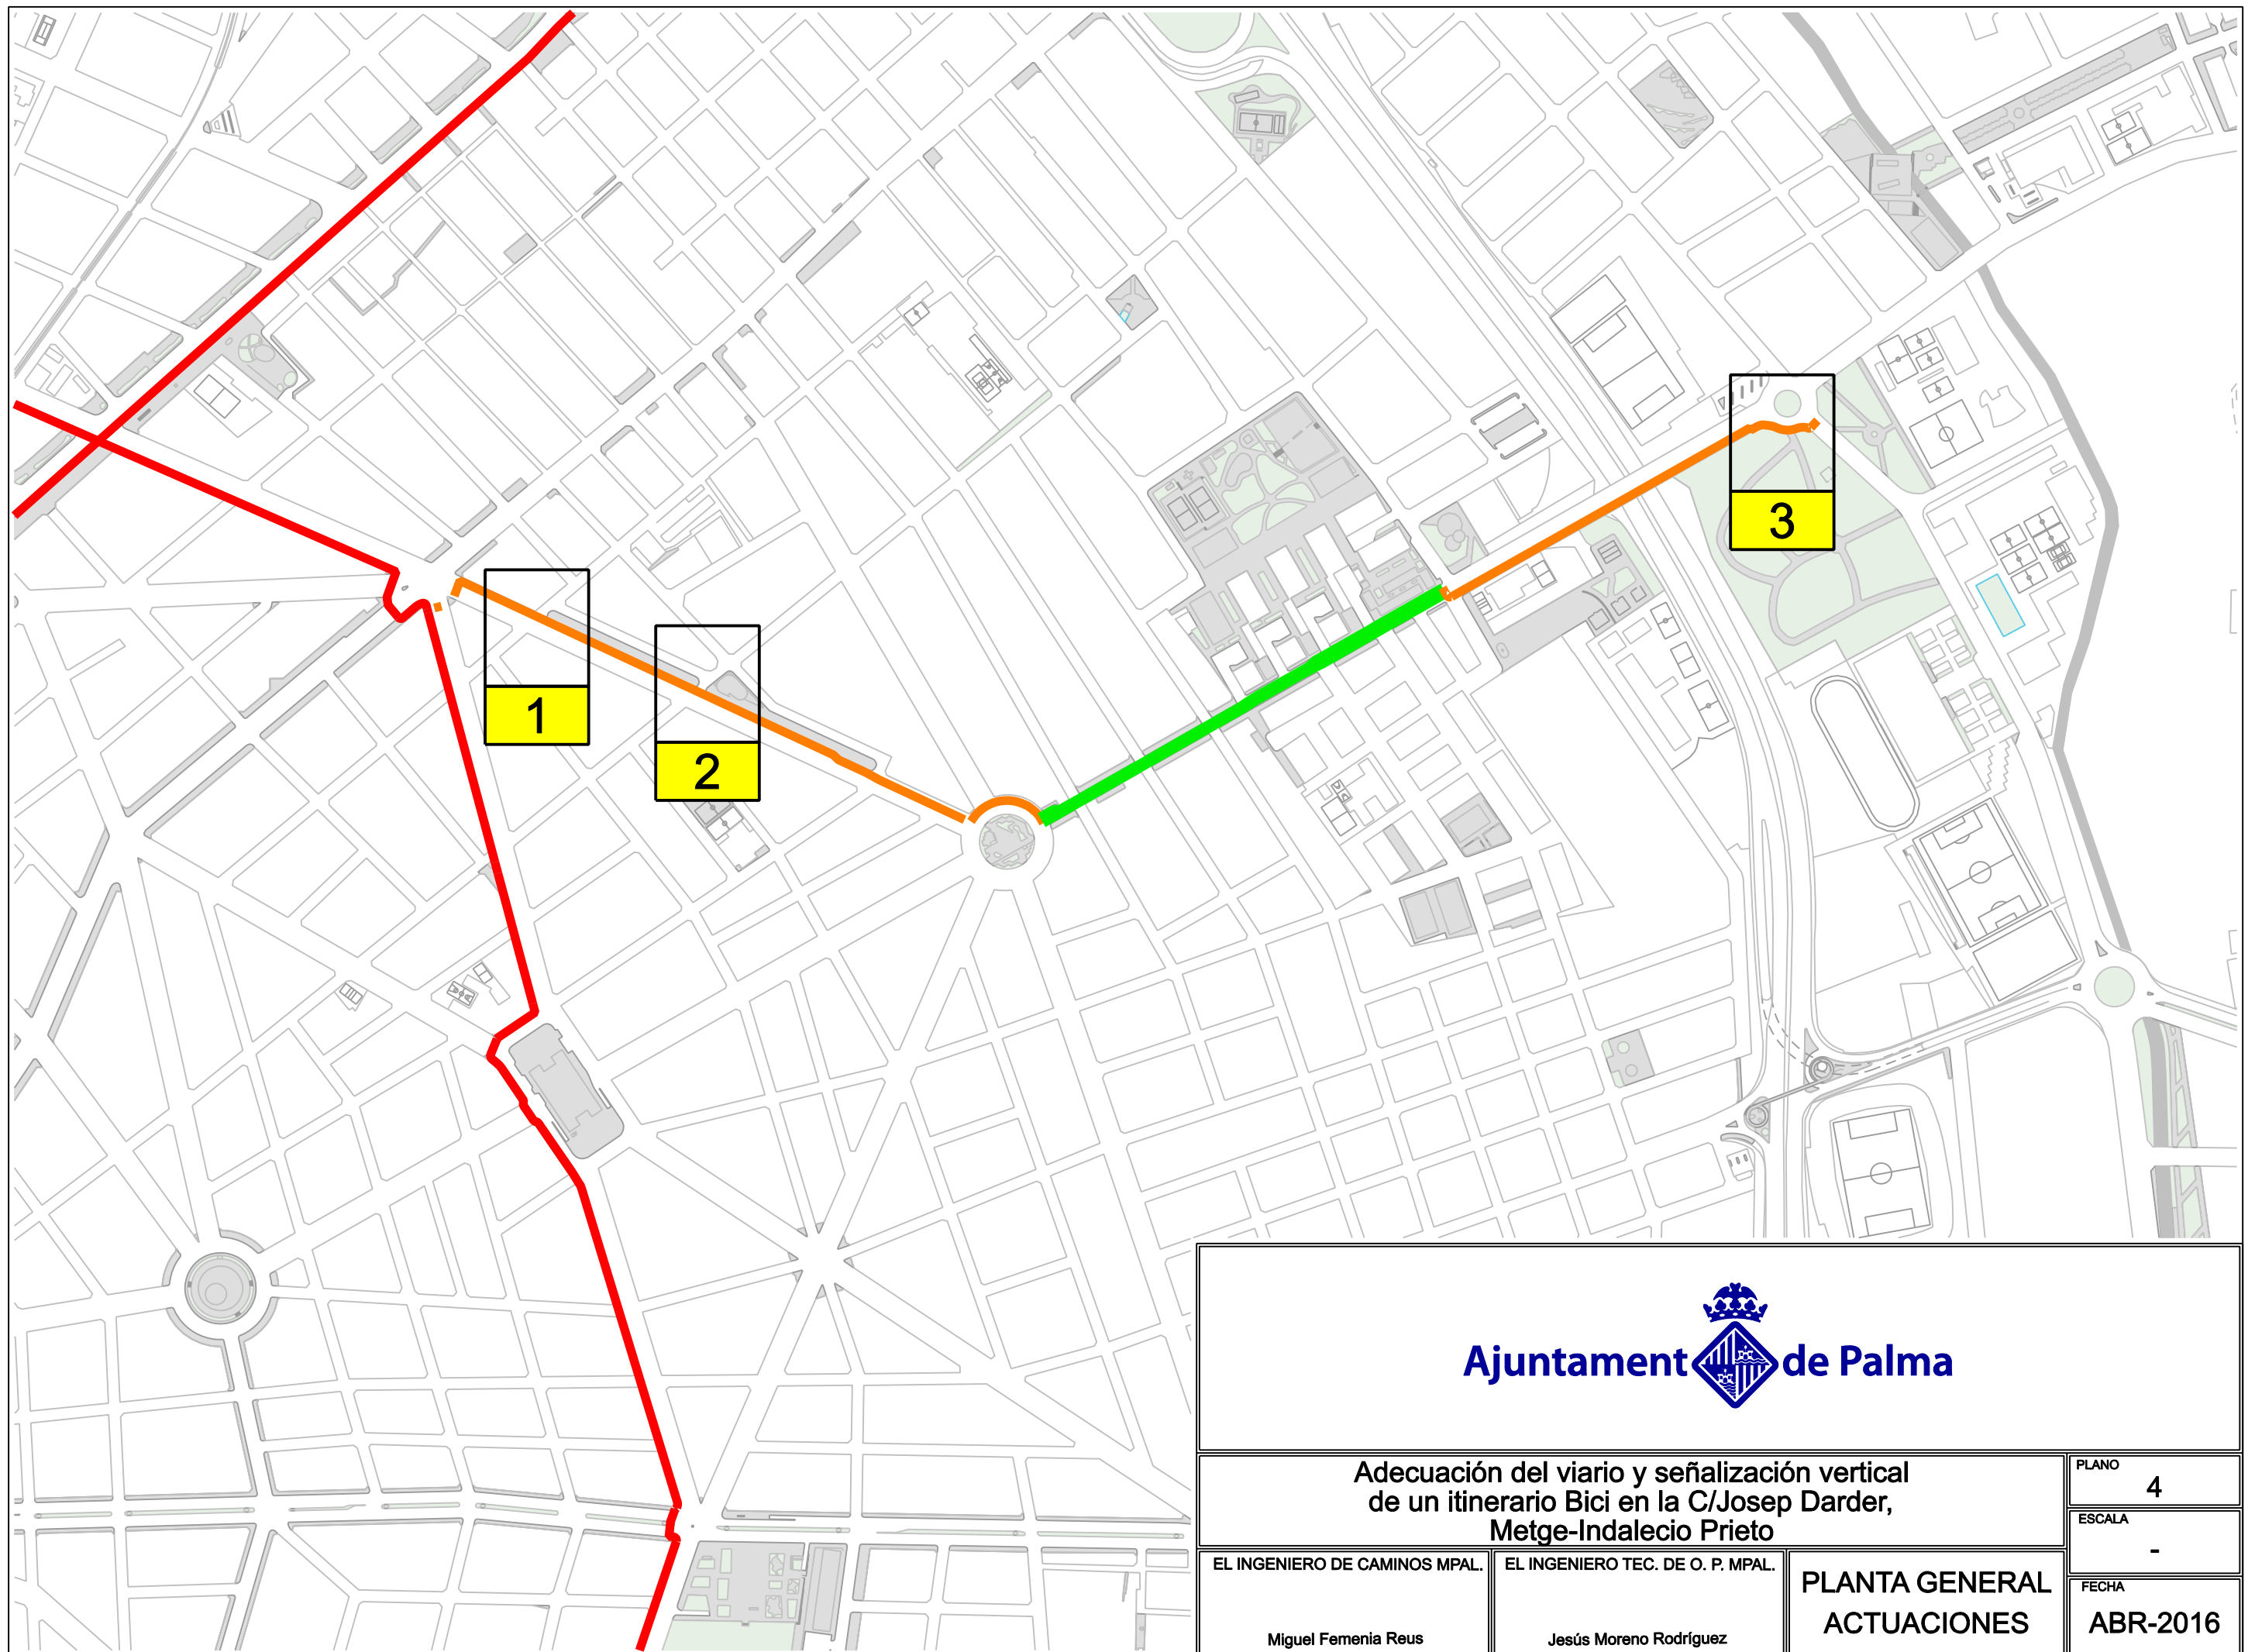 1
2
3
Ajuntament de Palma
Adecuación del viario y señalización vertical
de un itinerario Bici en la C/Josep Darder,
Metge-Indalecio Prieto
PLANO
4
ESCALA
-
EL INGENIERO DE CAMINOS MPAL.
Miguel Femenia Reus
EL INGENIERO TEC. DE O. P. MPAL.
Jesús Moreno Rodríguez
PLANTA GENERAL
ACTUACIONES
FECHA
ABR-2016